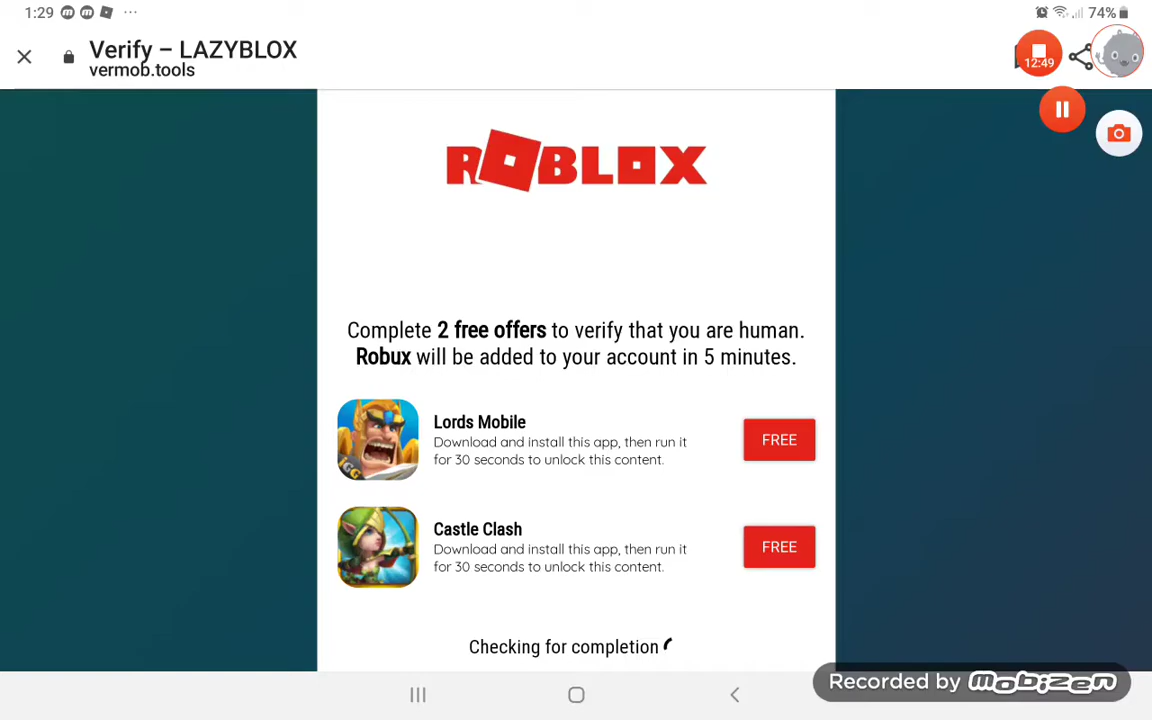 1:29
74%
Verify – LAZYBLOX
vermob.tools
12:49
ROBLOX
Complete 2 free offers to verify that you are human.
Robux will be added to your account in 5 minutes.
Lords Mobile
Download and install this app, then run it
for 30 seconds to unlock this content.
FREE
IGG
Castle Clash
Download and install this app, then run it
for 30 seconds to unlock this content.
FREE
Checking for completion
Recorded by mobizen